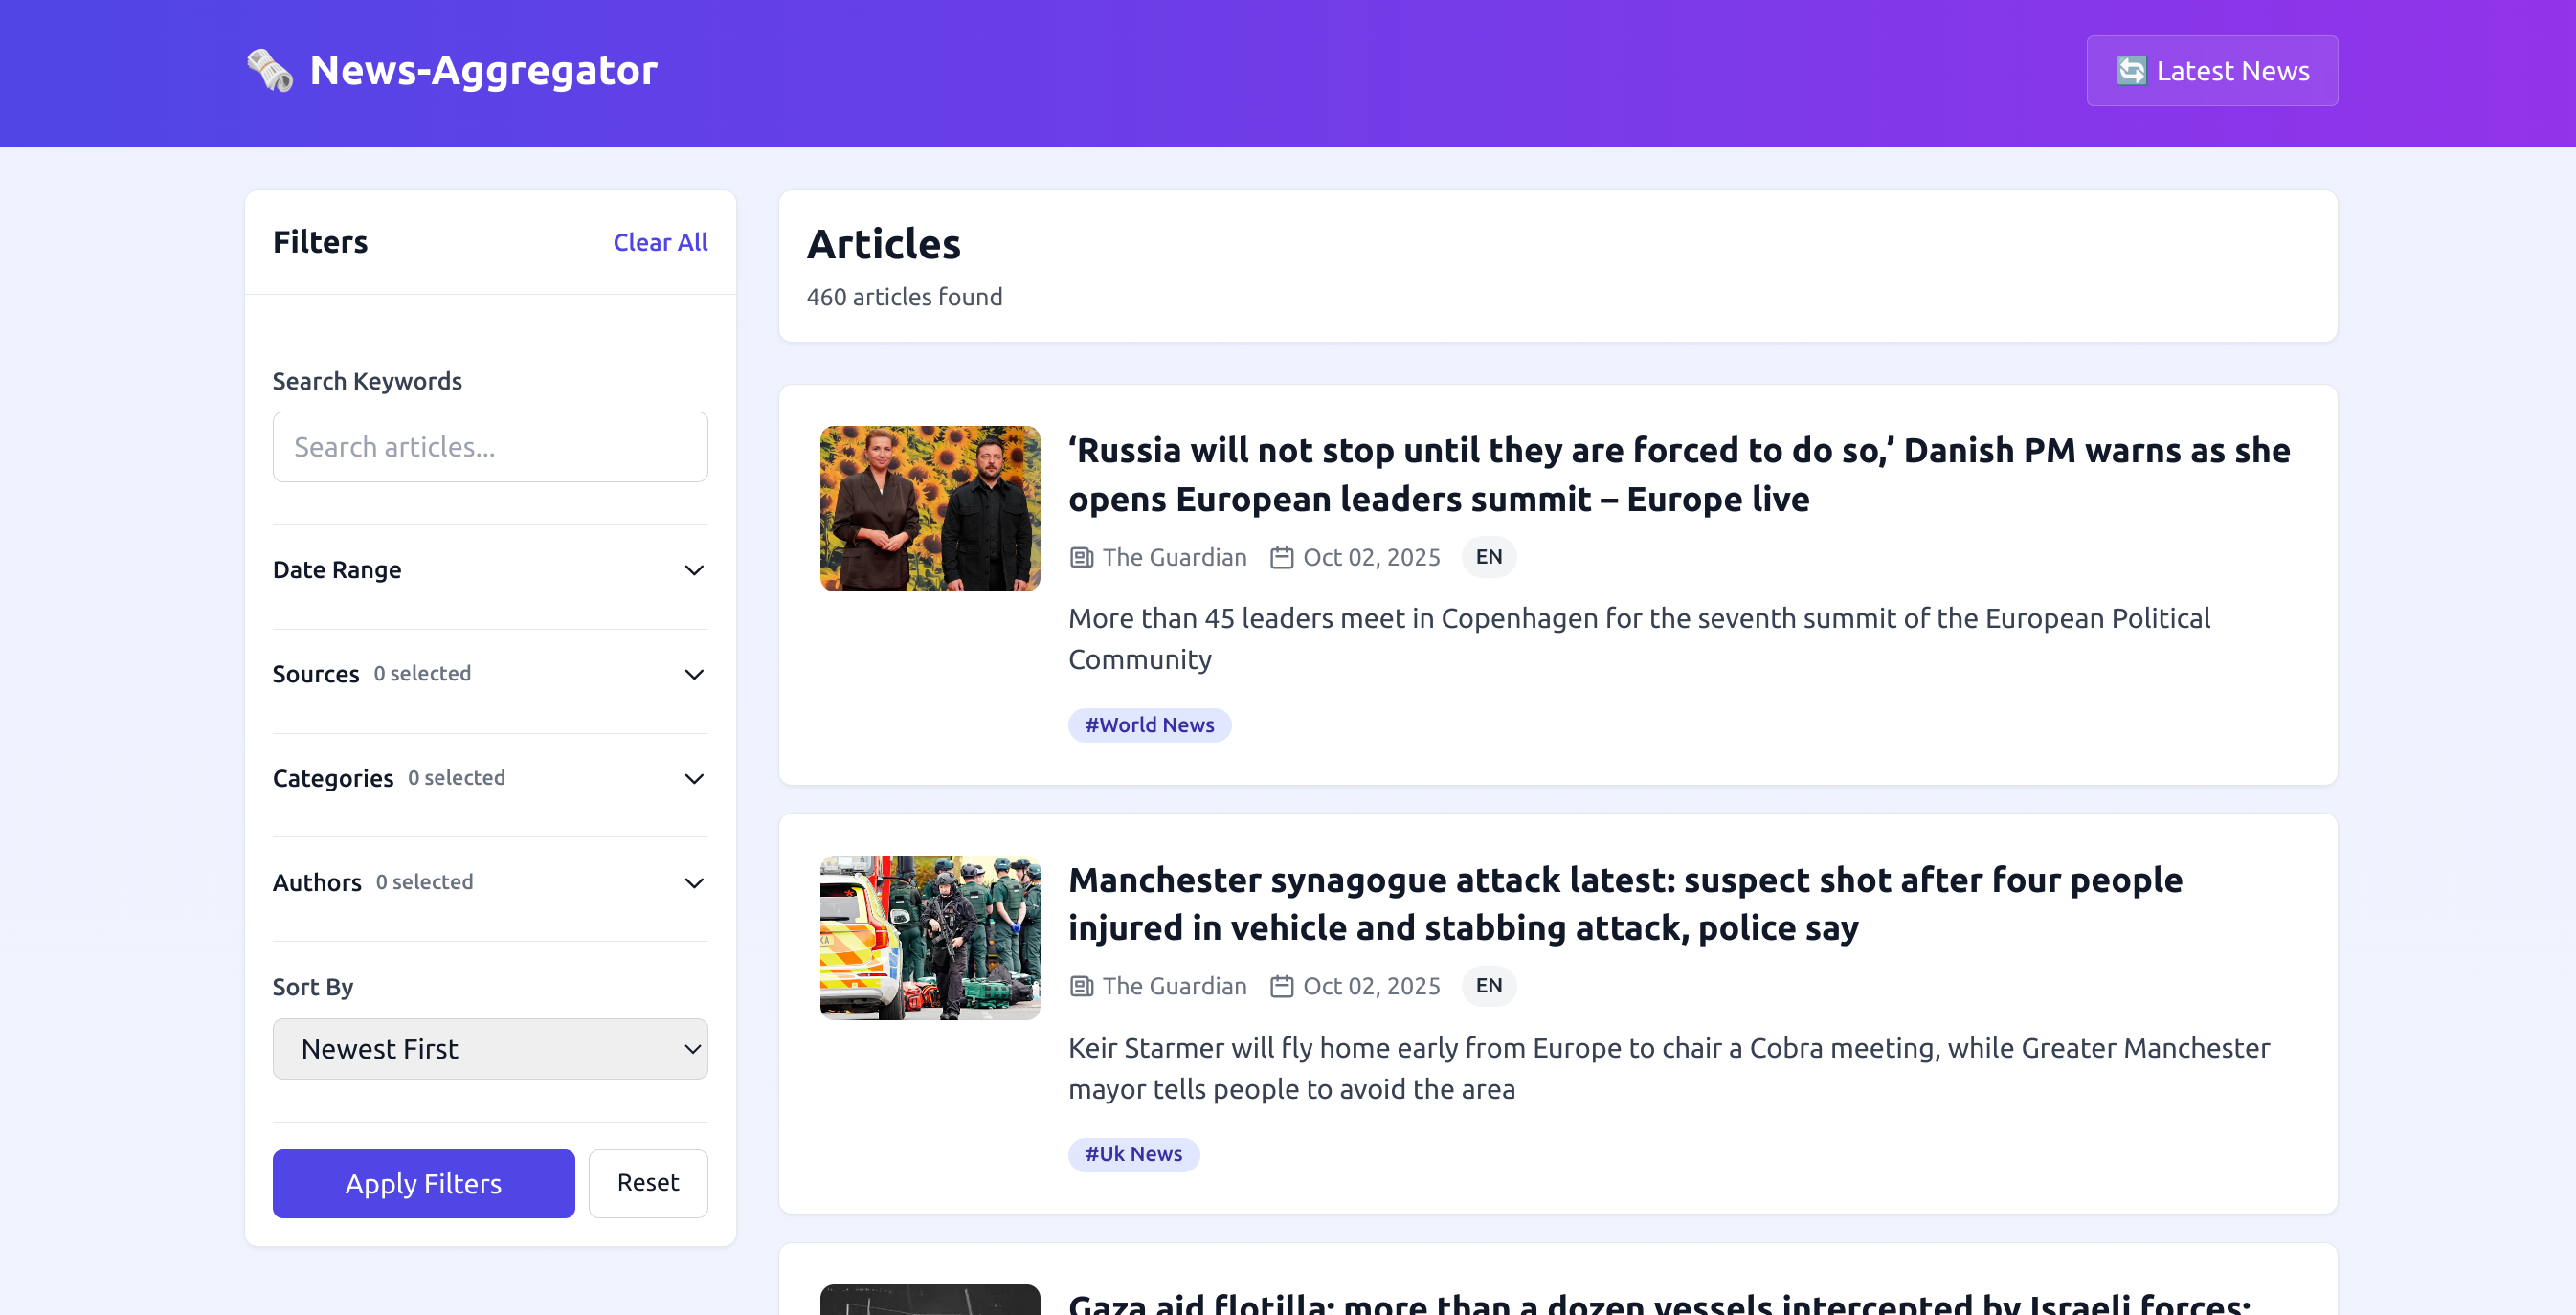 News-Aggregator
Latest News
Filters
Clear All
Search Keywords
Search articles...
Date Range
Sources 0 selected
Categories 0 selected
Authors 0 selected
Sort By
Newest First
Apply Filters
Reset
Articles
460 articles found
‘Russia will not stop until they are forced to do so,’ Danish PM warns as she
opens European leaders summit – Europe live
The Guardian Oct 02, 2025 EN
More than 45 leaders meet in Copenhagen for the seventh summit of the European Political
Community
#World News
Manchester synagogue attack latest: suspect shot after four people
injured in vehicle and stabbing attack, police say
The Guardian Oct 02, 2025 EN
Keir Starmer will fly home early from Europe to chair a Cobra meeting, while Greater Manchester
mayor tells people to avoid the area
#Uk News
Gaza aid flotilla: more than a dozen vessels intercepted by Israeli forces;